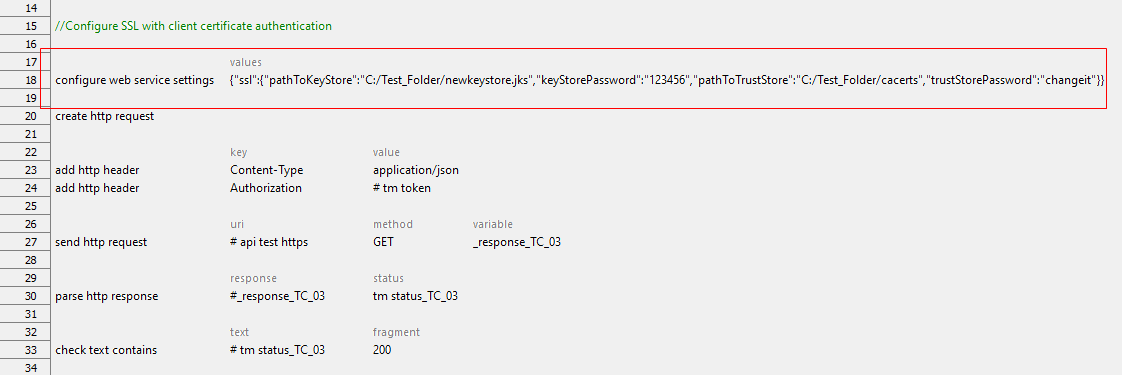 14
15 //Configure SSL with client certificate authentication
16
17 values
18 configure web service settings {"ssl":{"pathToKeyStore":"C:/Test_Folder/newkeystore.jks","keyStorePassword":"123456","pathToTrustStore":"C:/Test_Folder/cacerts","trustStorePassword":"changeit"}}
19
20 create http request
21
22 key value
23 add http header Content-Type application/json
24 add http header Authorization # tm token
25
26 uri method variable
27 send http request # api test https GET _response_TC_03
28
29 response status
30 parse http response #_response_TC_03 tm status_TC_03
31
32 text fragment
33 check text contains # tm status_TC_03 200
34